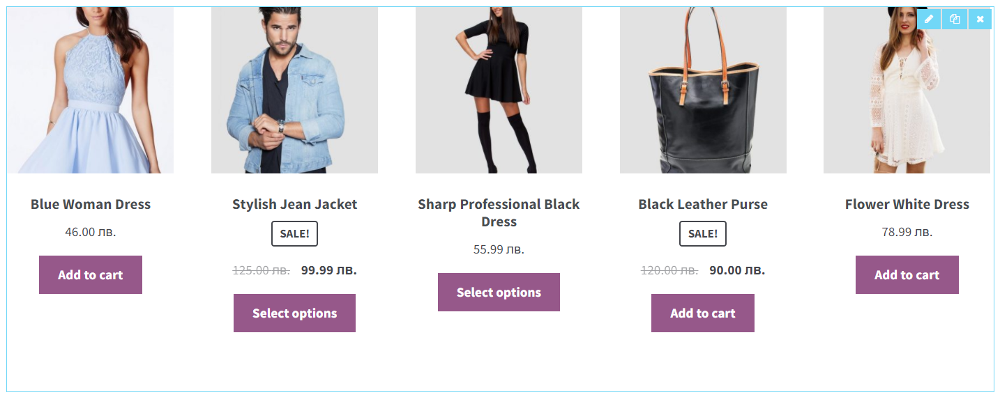 Blue Woman Dress
46.00 лв.
Add to cart
Stylish Jean Jacket
SALE!
125.00 лв. 99.99 лв.
Select options
Sharp Professional Black
Dress
55.99 лв.
Select options
Black Leather Purse
SALE!
120.00 лв. 90.00 лв.
Add to cart
Flower White Dress
78.99 лв.
Add to cart